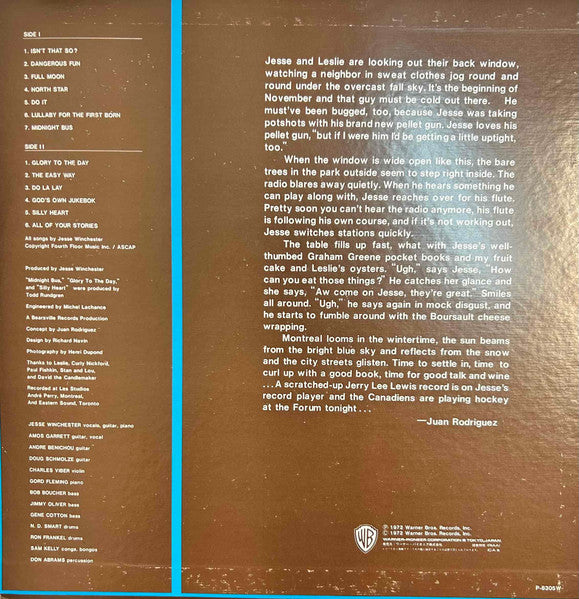 SIDE I
1. ISN'T THAT SO?
2. DANGEROUS FUN
3. FULL MOON
4. NORTH STAR
5. DO IT
6. LULLABY FOR THE FIRST BORN
7. MIDNIGHT BUS
SIDE II
1. GLORY TO THE DAY
2. THE EASY WAY
3. DO LA LAY
4. GOD'S OWN JUKEBOK
5. SILLY HEART
6. ALL OF YOUR STORIES
All songs by Jesse Winchester
Copyright Fourth Floor Music Inc. / ASCAP
Produced by Jesse Winchester
"Midnight Bus," "Glory To The Day,"
and "Silly Heart" were produced by
Todd Rundgren
Engineered by Michel Lachance
A Bearsville Records Production
Concept by Juan Rodriguez
Design by Richard Nevin
Photography by Henri Dupond
Thanks to Leslie, Carly Mickford,
Paul Fishkin, Stan and Lou,
and David the Candlemaker
Recorded at Les Studios
André Perry, Montreal,
And Eastern Sound, Toronto
JESSE WINCHESTER vocals, guitar, piano
AMOS GARRETT guitar, vocal
ANDRE BENICHOU guitar
DOUG SCHMOLZE guitar
CHARLES VIBER violin
GORD FLEMING piano
BOB BOUCHER bass
JIMMY OLIVER bass
GENE COTTON bass
N. D. SMART drums
RON FRANKEL drums
SAM KELLY conga, bongos
DON ABRAMS percussion
Jesse and Leslie are looking out their back window,
watching a neighbor in sweat clothes jog round and
round under the overcast fall sky. It's the beginning of
November and that guy must be cold out there. He
must've been bugged, too, because Jesse was taking
potshots with his brand new pellet gun. Jesse loves his
pellet gun, "but if I were him I'd be getting a little uptight,
too."
When the window is wide open like this, the bare
trees in the park outside seem to step right inside. The
radio blares away quietly. When he hears something he
can play along with, Jesse reaches over for his flute.
Pretty soon you can't hear the radio anymore, his flute
is following his own course, and if it's not working out,
Jesse switches stations quickly.
The table fills up fast, what with Jesse's well-
thumbed Graham Greene pocket books and my fruit
cake and Leslie's oysters. "Ugh," says Jesse, "How
can you eat those things?" He catches her glance and
she says, "Aw come on Jesse, they're great." Smiles
all around. "Ugh," he says again in mock disgust, and
he starts to fumble around with the Boursault cheese
wrapping.
Montreal looms in the wintertime, the sun beams
from the bright blue sky and reflects from the snow
and the city streets glisten. Time to settle in, time to
curl up with a good book, time for good talk and wine
... A scratched-up Jerry Lee Lewis record is on Jesse's
record player and the Canadiens are playing hockey
at the Forum tonight ...
—Juan Rodriguez
WB
℗ 1972 Warner Bros. Records, Inc.
© 1972 Warner Bros. Records, Inc.
WARNER-PIONEER CORPORATION TOKYO, JAPAN
P-8305W